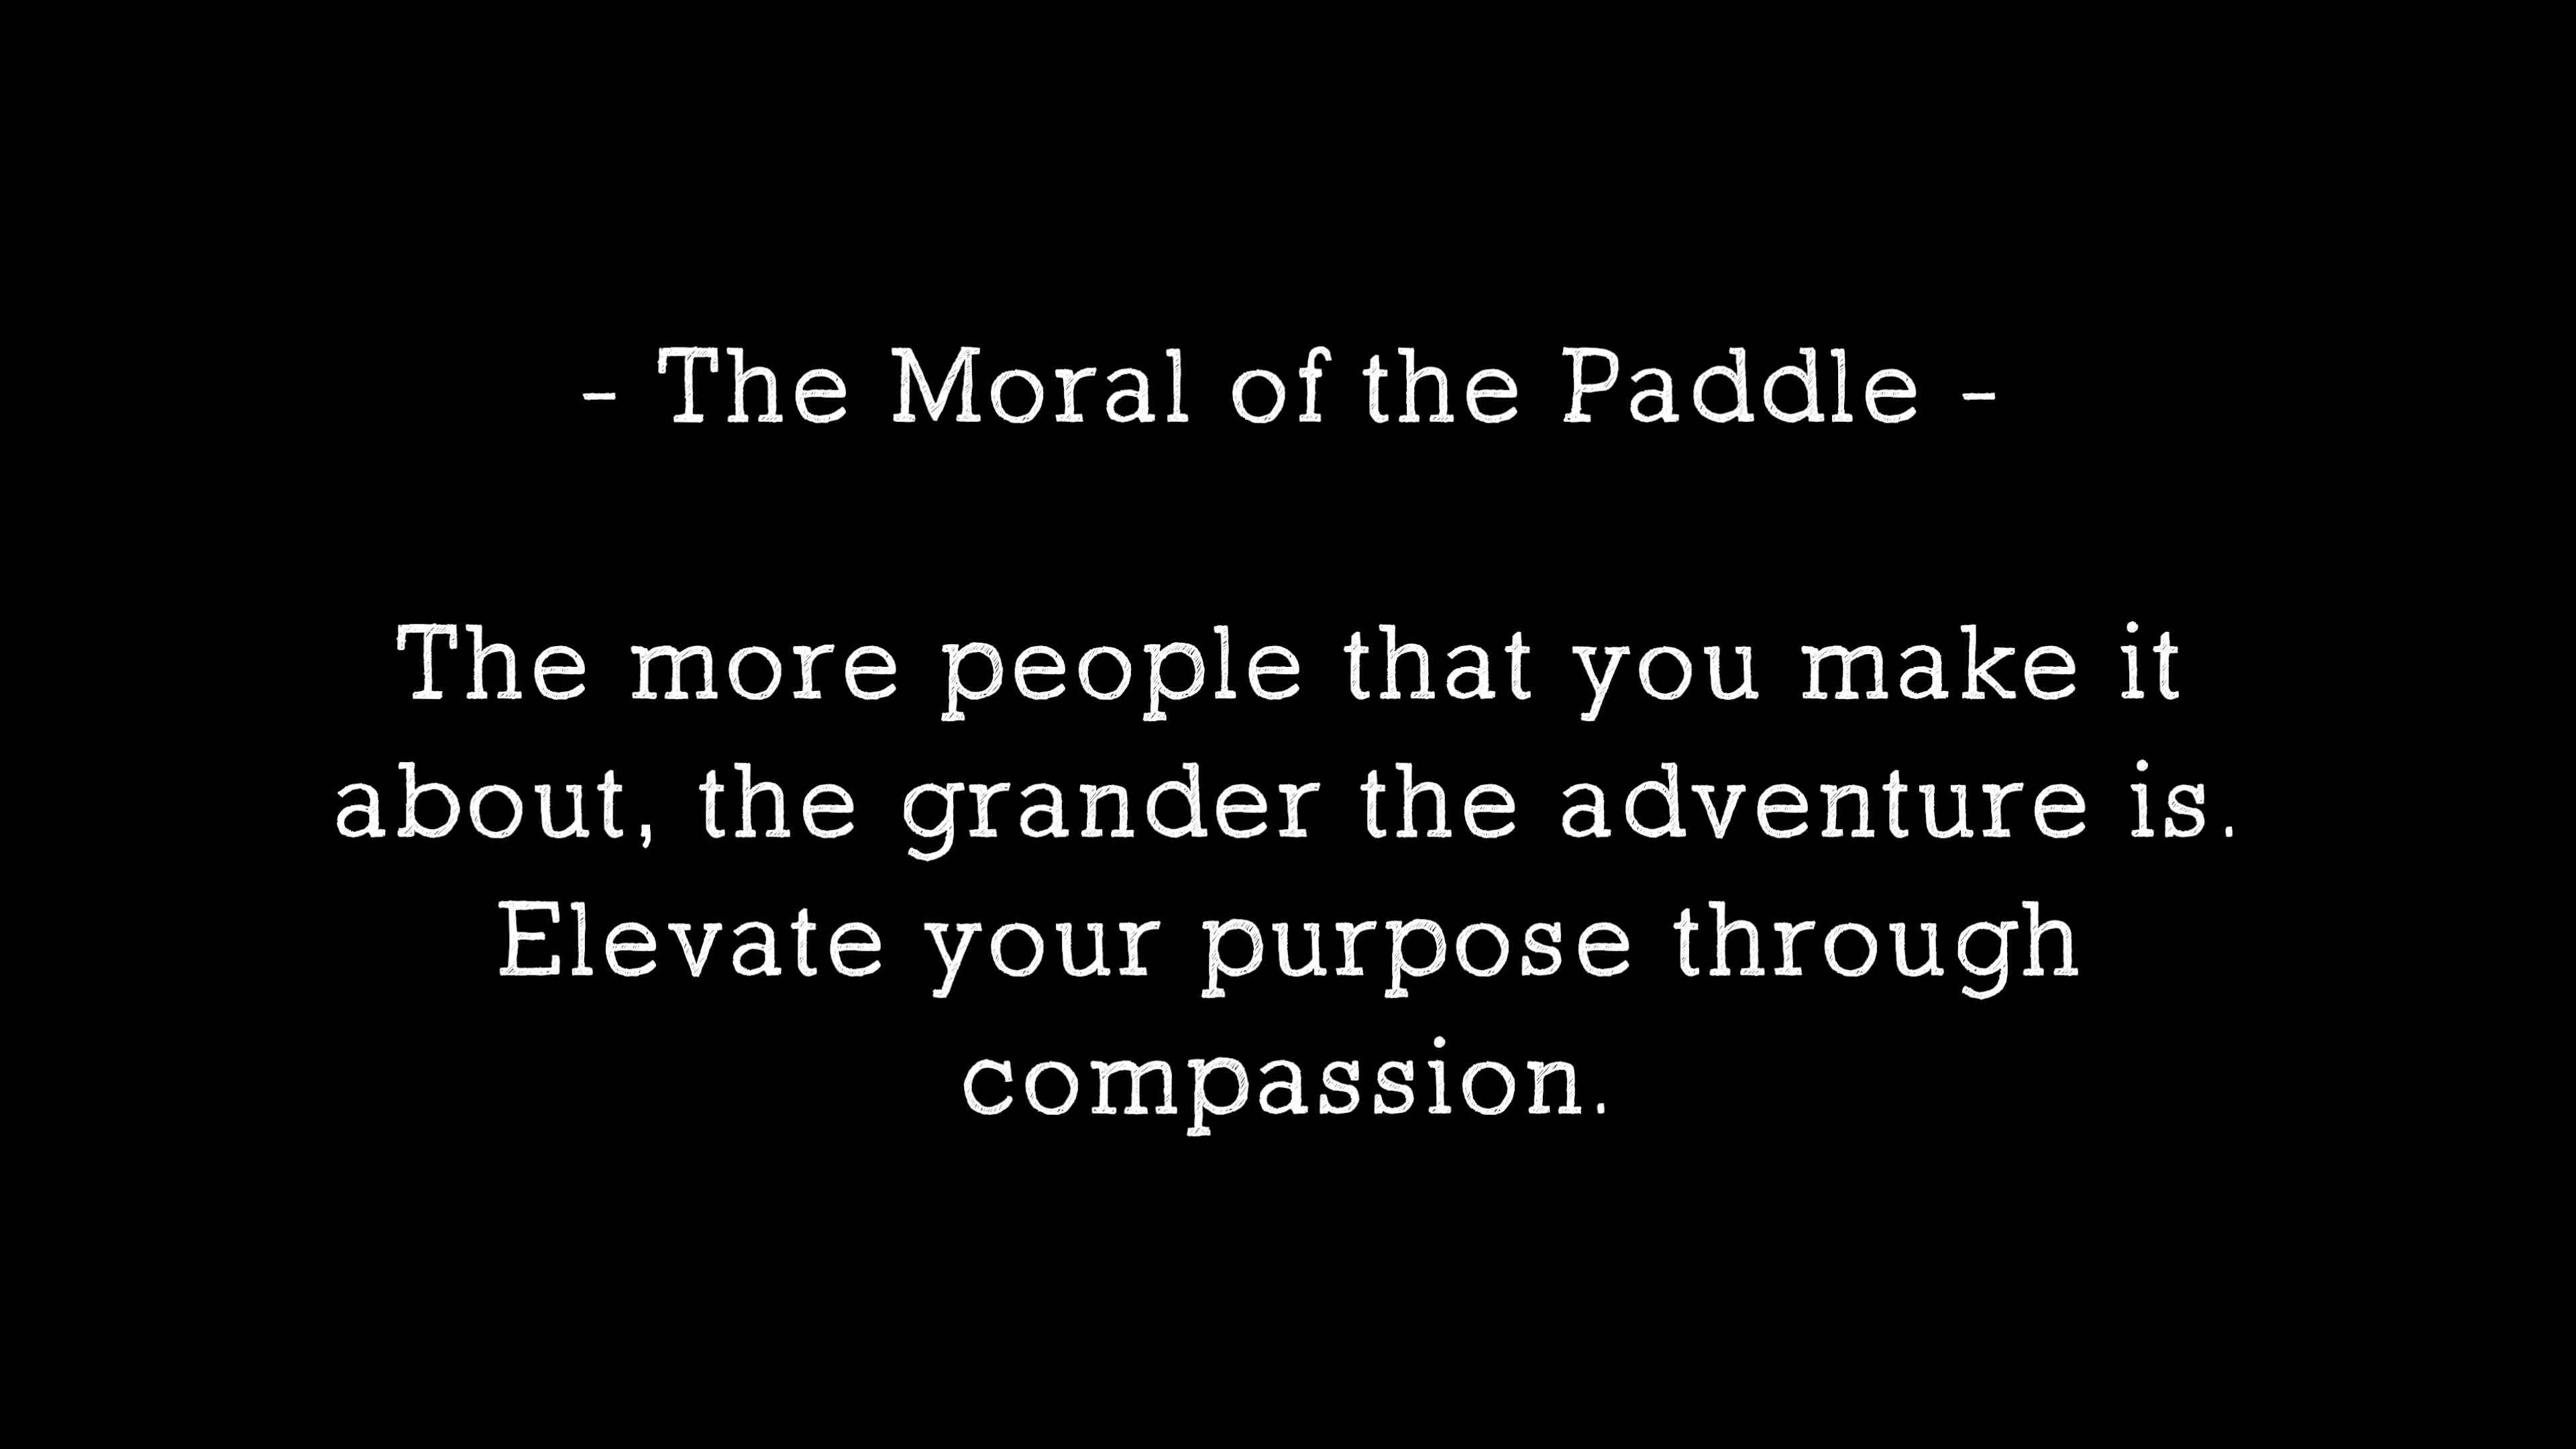 - The Moral of the Paddle -
The more people that you make it
about, the grander the adventure is.
Elevate your purpose through
compassion.